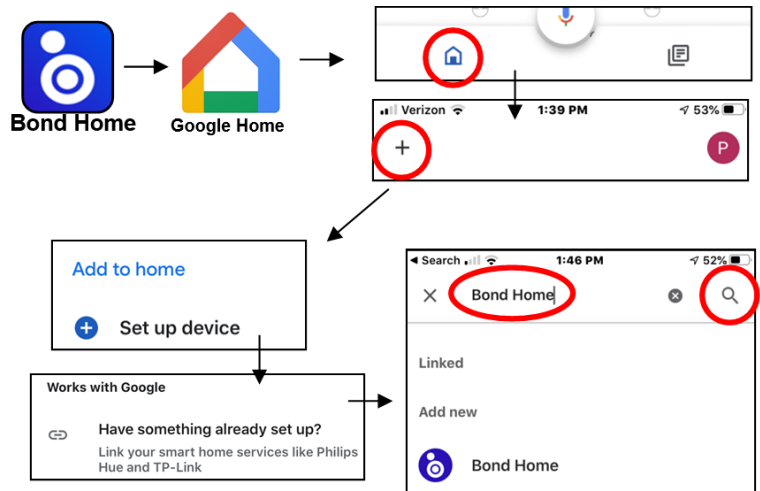 Bond Home
Google Home
Verizon
1:39 PM
53%
P
Add to home
Set up device
Works with Google
Have something already set up?
Link your smart home services like Philips
Hue and TP-Link
Search
1:46 PM
52%
Bond Home
Linked
Add new
Bond Home